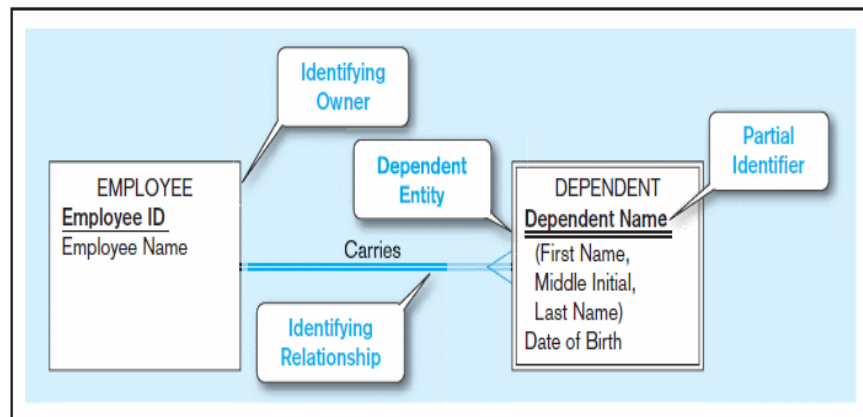 Identifying
Owner
Partial
Identifier
Dependent
Entity
EMPLOYEE
Employee ID
Employee Name
DEPENDENT
Dependent Name
(First Name,
Middle Initial,
Last Name)
Date of Birth
Carries
Identifying
Relationship